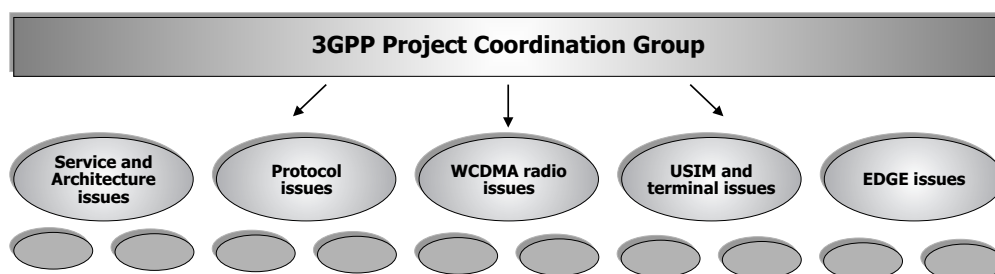 3GPP Project Coordination Group
Service and
Architecture
issues
Protocol
issues
WCDMA radio
issues
USIM and
terminal issues
EDGE issues